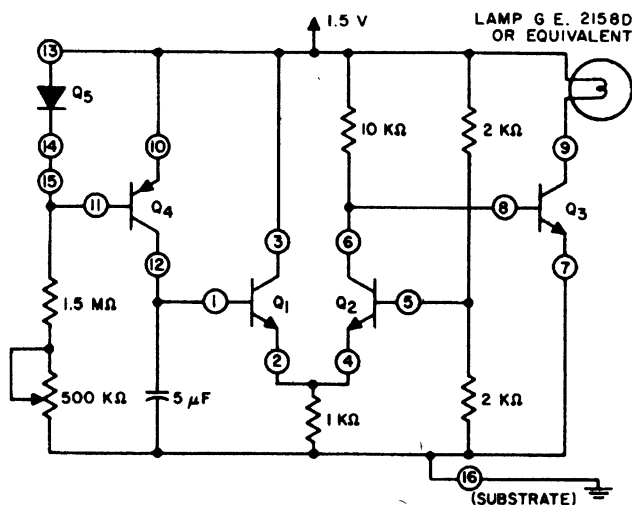 LAMP G E. 2158D
OR EQUIVALENT
1.5 V
13
Q5
14
15
10
11
Q4
12
10 KΩ
2 KΩ
9
8
Q3
7
3
6
1
Q1
Q2
5
2
4
1.5 MΩ
500 KΩ
5 μF
1 KΩ
2 KΩ
16
(SUBSTRATE)